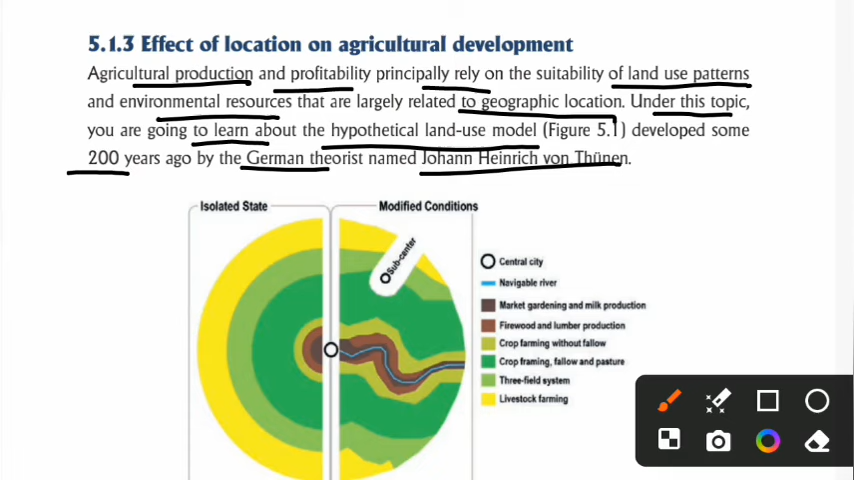 5.1.3 Effect of location on agricultural development
Agricultural production and profitability principally rely on the suitability of land use patterns
and environmental resources that are largely related to geographic location. Under this topic,
you are going to learn about the hypothetical land-use model (Figure 5.1) developed some
200 years ago by the German theorist named Johann Heinrich von Thünen.
Isolated State
Modified Conditions
Sub-center
Central city
Navigable river
Market gardening and milk production
Firewood and lumber production
Crop farming without fallow
Crop framing, fallow and pasture
Three-field system
Livestock farming